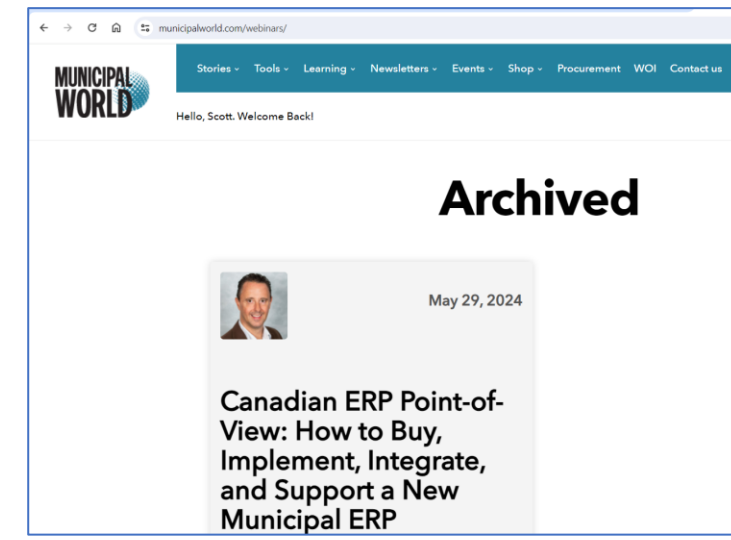 municipalworld.com/webinars/
MUNICIPAL
WORLD
Stories Tools Learning Newsletters Events Shop Procurement WOI Contact us
Hello, Scott. Welcome Back!
Archived
May 29, 2024
Canadian ERP Point-of-
View: How to Buy,
Implement, Integrate,
and Support a New
Municipal ERP